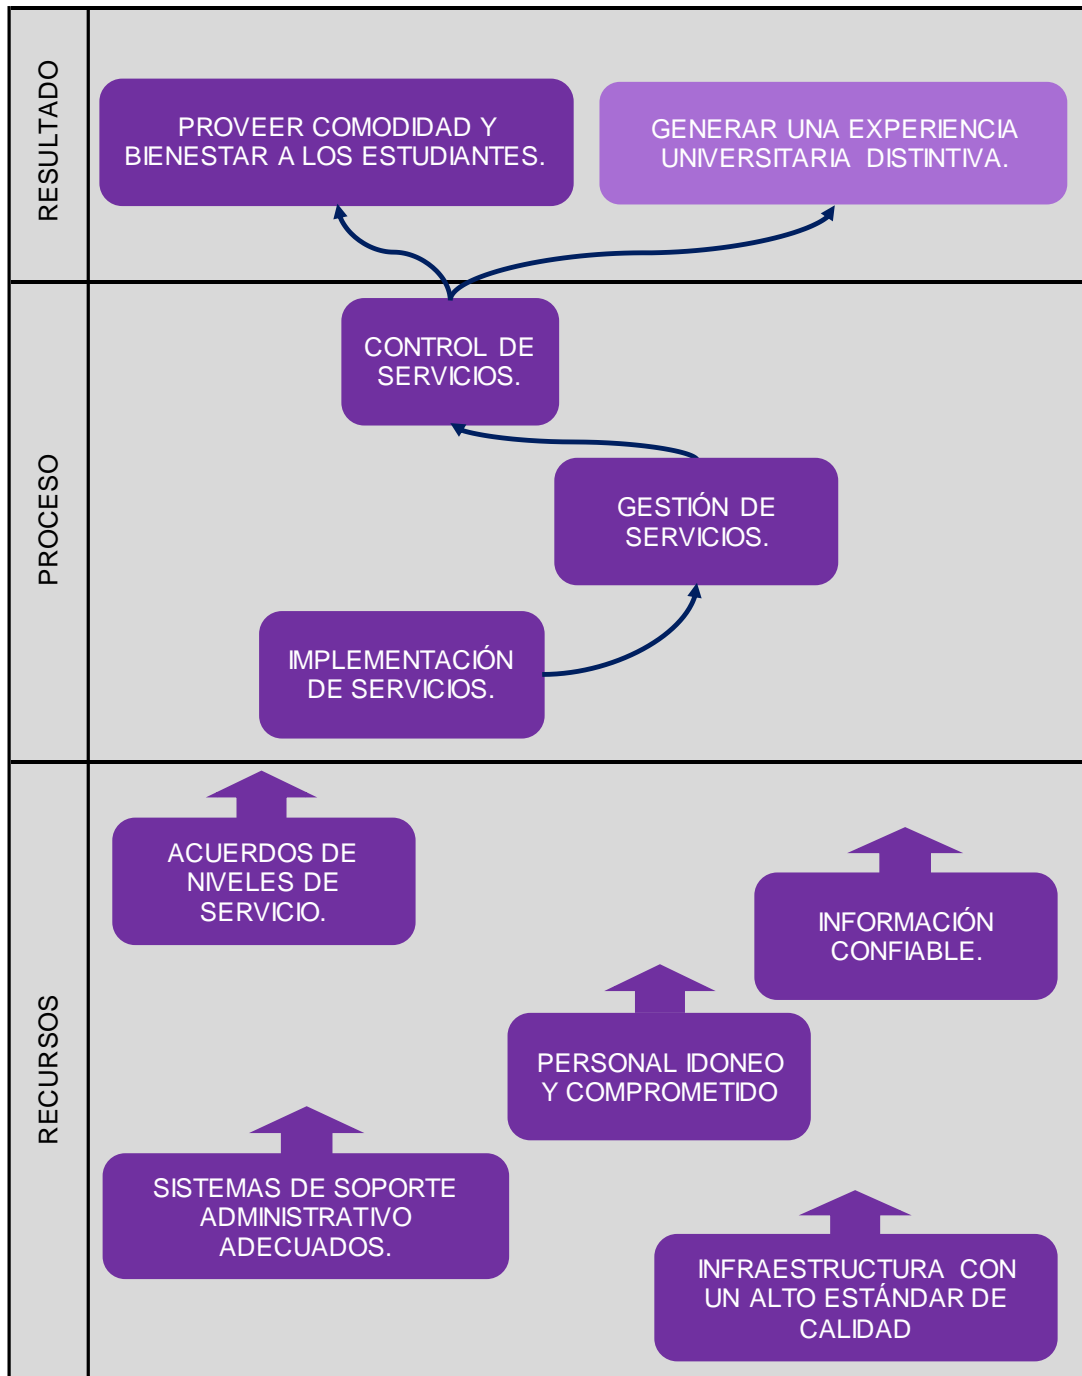 RESULTADO
PROVEER COMODIDAD Y
BIENESTAR A LOS ESTUDIANTES.
GENERAR UNA EXPERIENCIA
UNIVERSITARIA DISTINTIVA.
PROCESO
CONTROL DE
SERVICIOS.
GESTIÓN DE
SERVICIOS.
IMPLEMENTACIÓN
DE SERVICIOS.
RECURSOS
ACUERDOS DE
NIVELES DE
SERVICIO.
INFORMACIÓN
CONFIABLE.
PERSONAL IDONEO
Y COMPROMETIDO
SISTEMAS DE SOPORTE
ADMINISTRATIVO
ADECUADOS.
INFRAESTRUCTURA CON
UN ALTO ESTÁNDAR DE
CALIDAD